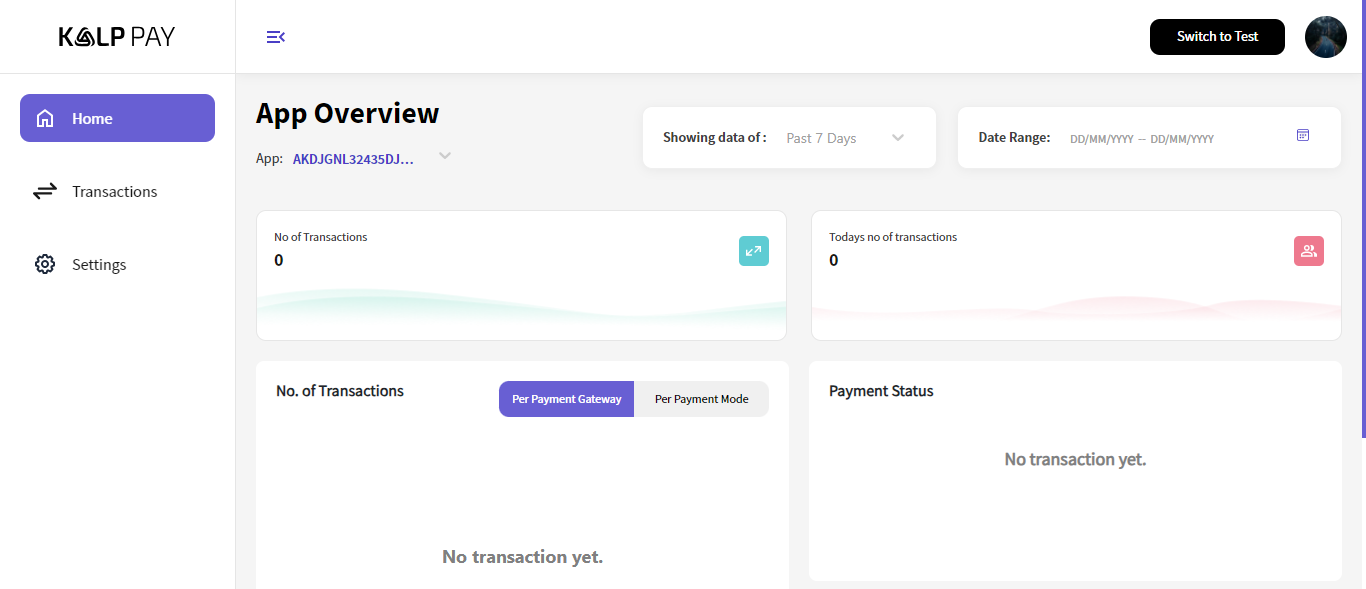 KALP PAY
Switch to Test
Home
Transactions
Settings
App Overview
App: AKDJGNL32435DJ...
Showing data of : Past 7 Days
Date Range: DD/MM/YYYY -- DD/MM/YYYY
No of Transactions
0
Todays no of transactions
0
No. of Transactions
Per Payment Gateway
Per Payment Mode
No transaction yet.
Payment Status
No transaction yet.